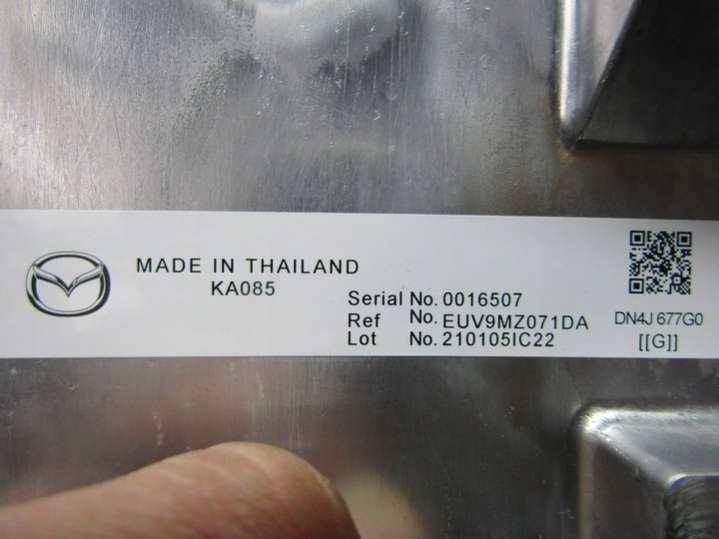 MADE IN THAILAND
KA085
Serial No. 0016507
Ref No. EUV9MZ071DA
Lot No. 210105IC22
DN4J 677G0
[[G]]